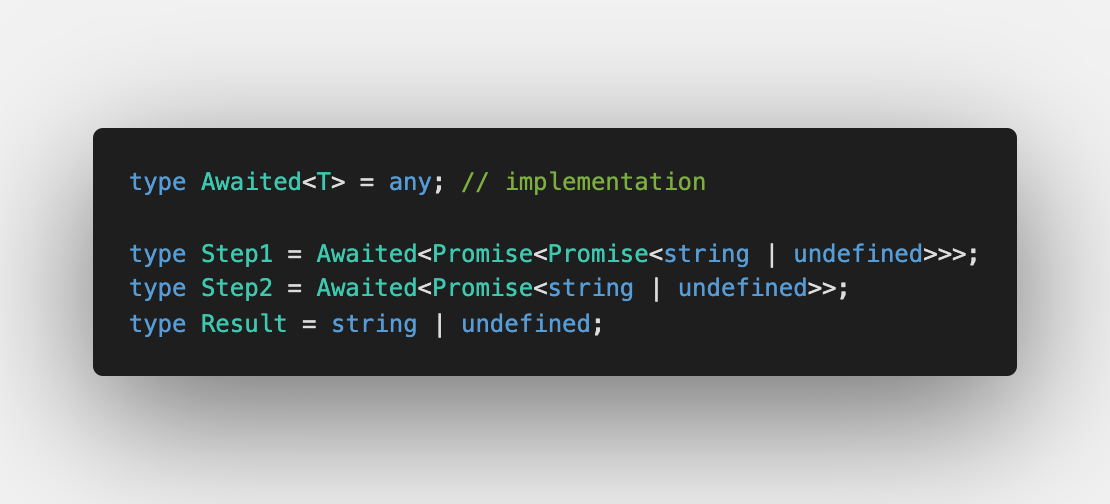 type Awaited<T> = any; // implementation
type Step1 = Awaited<Promise<Promise<string | undefined>>>;
type Step2 = Awaited<Promise<string | undefined>>;
type Result = string | undefined;